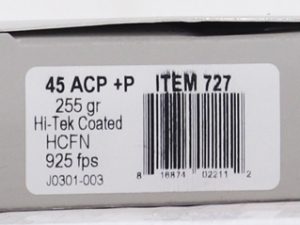 45 ACP +P ITEM 727
255 gr
Hi-Tek Coated
HCFN
925 fps
J0301-003
8 16874 02211 2